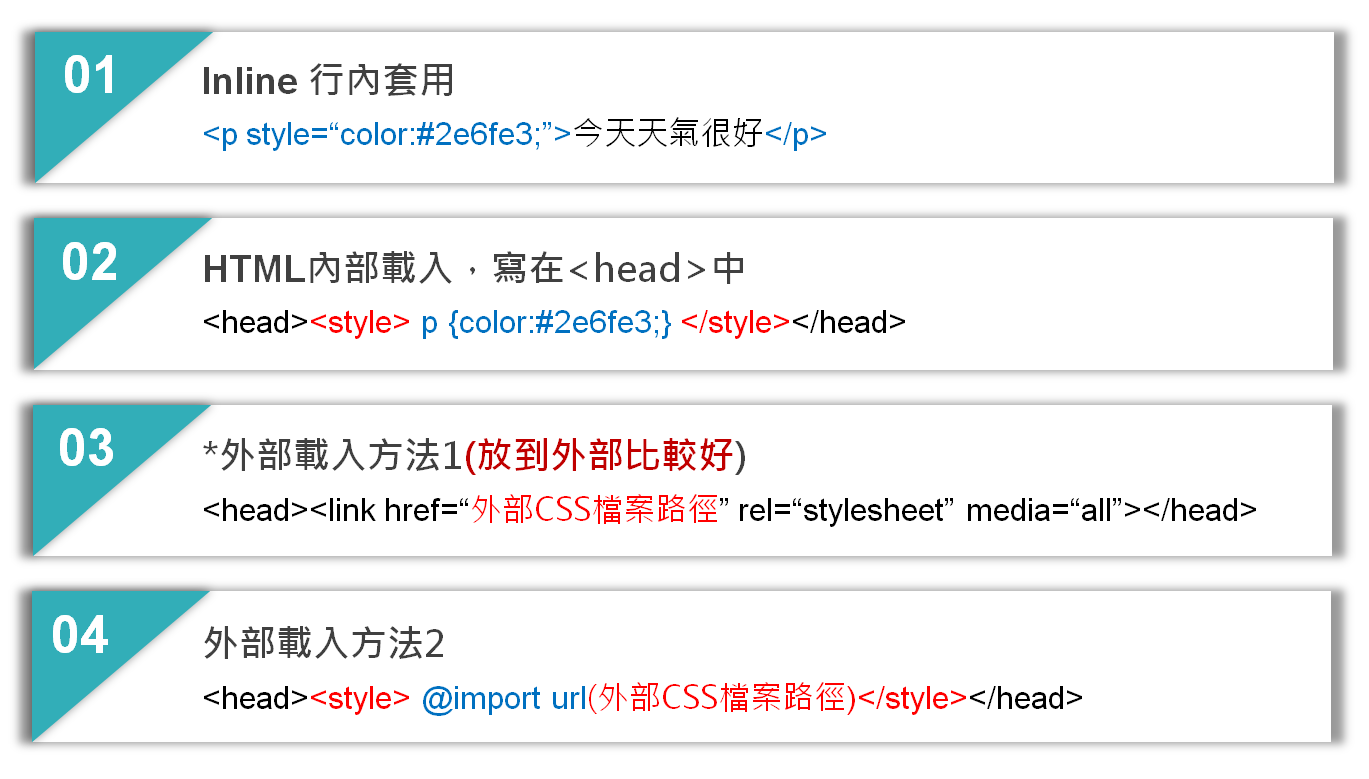 01
Inline 行內套用
<p style=“color:#2e6fe3;”>今天天氣很好</p>
02
HTML內部載入，寫在<head>中
<head><style> p {color:#2e6fe3;} </style></head>
03
*外部載入方法1(放到外部比較好)
<head><link href=“外部CSS檔案路徑” rel=“stylesheet” media=“all”></head>
04
外部載入方法2
<head><style> @import url(外部CSS檔案路徑)</style></head>